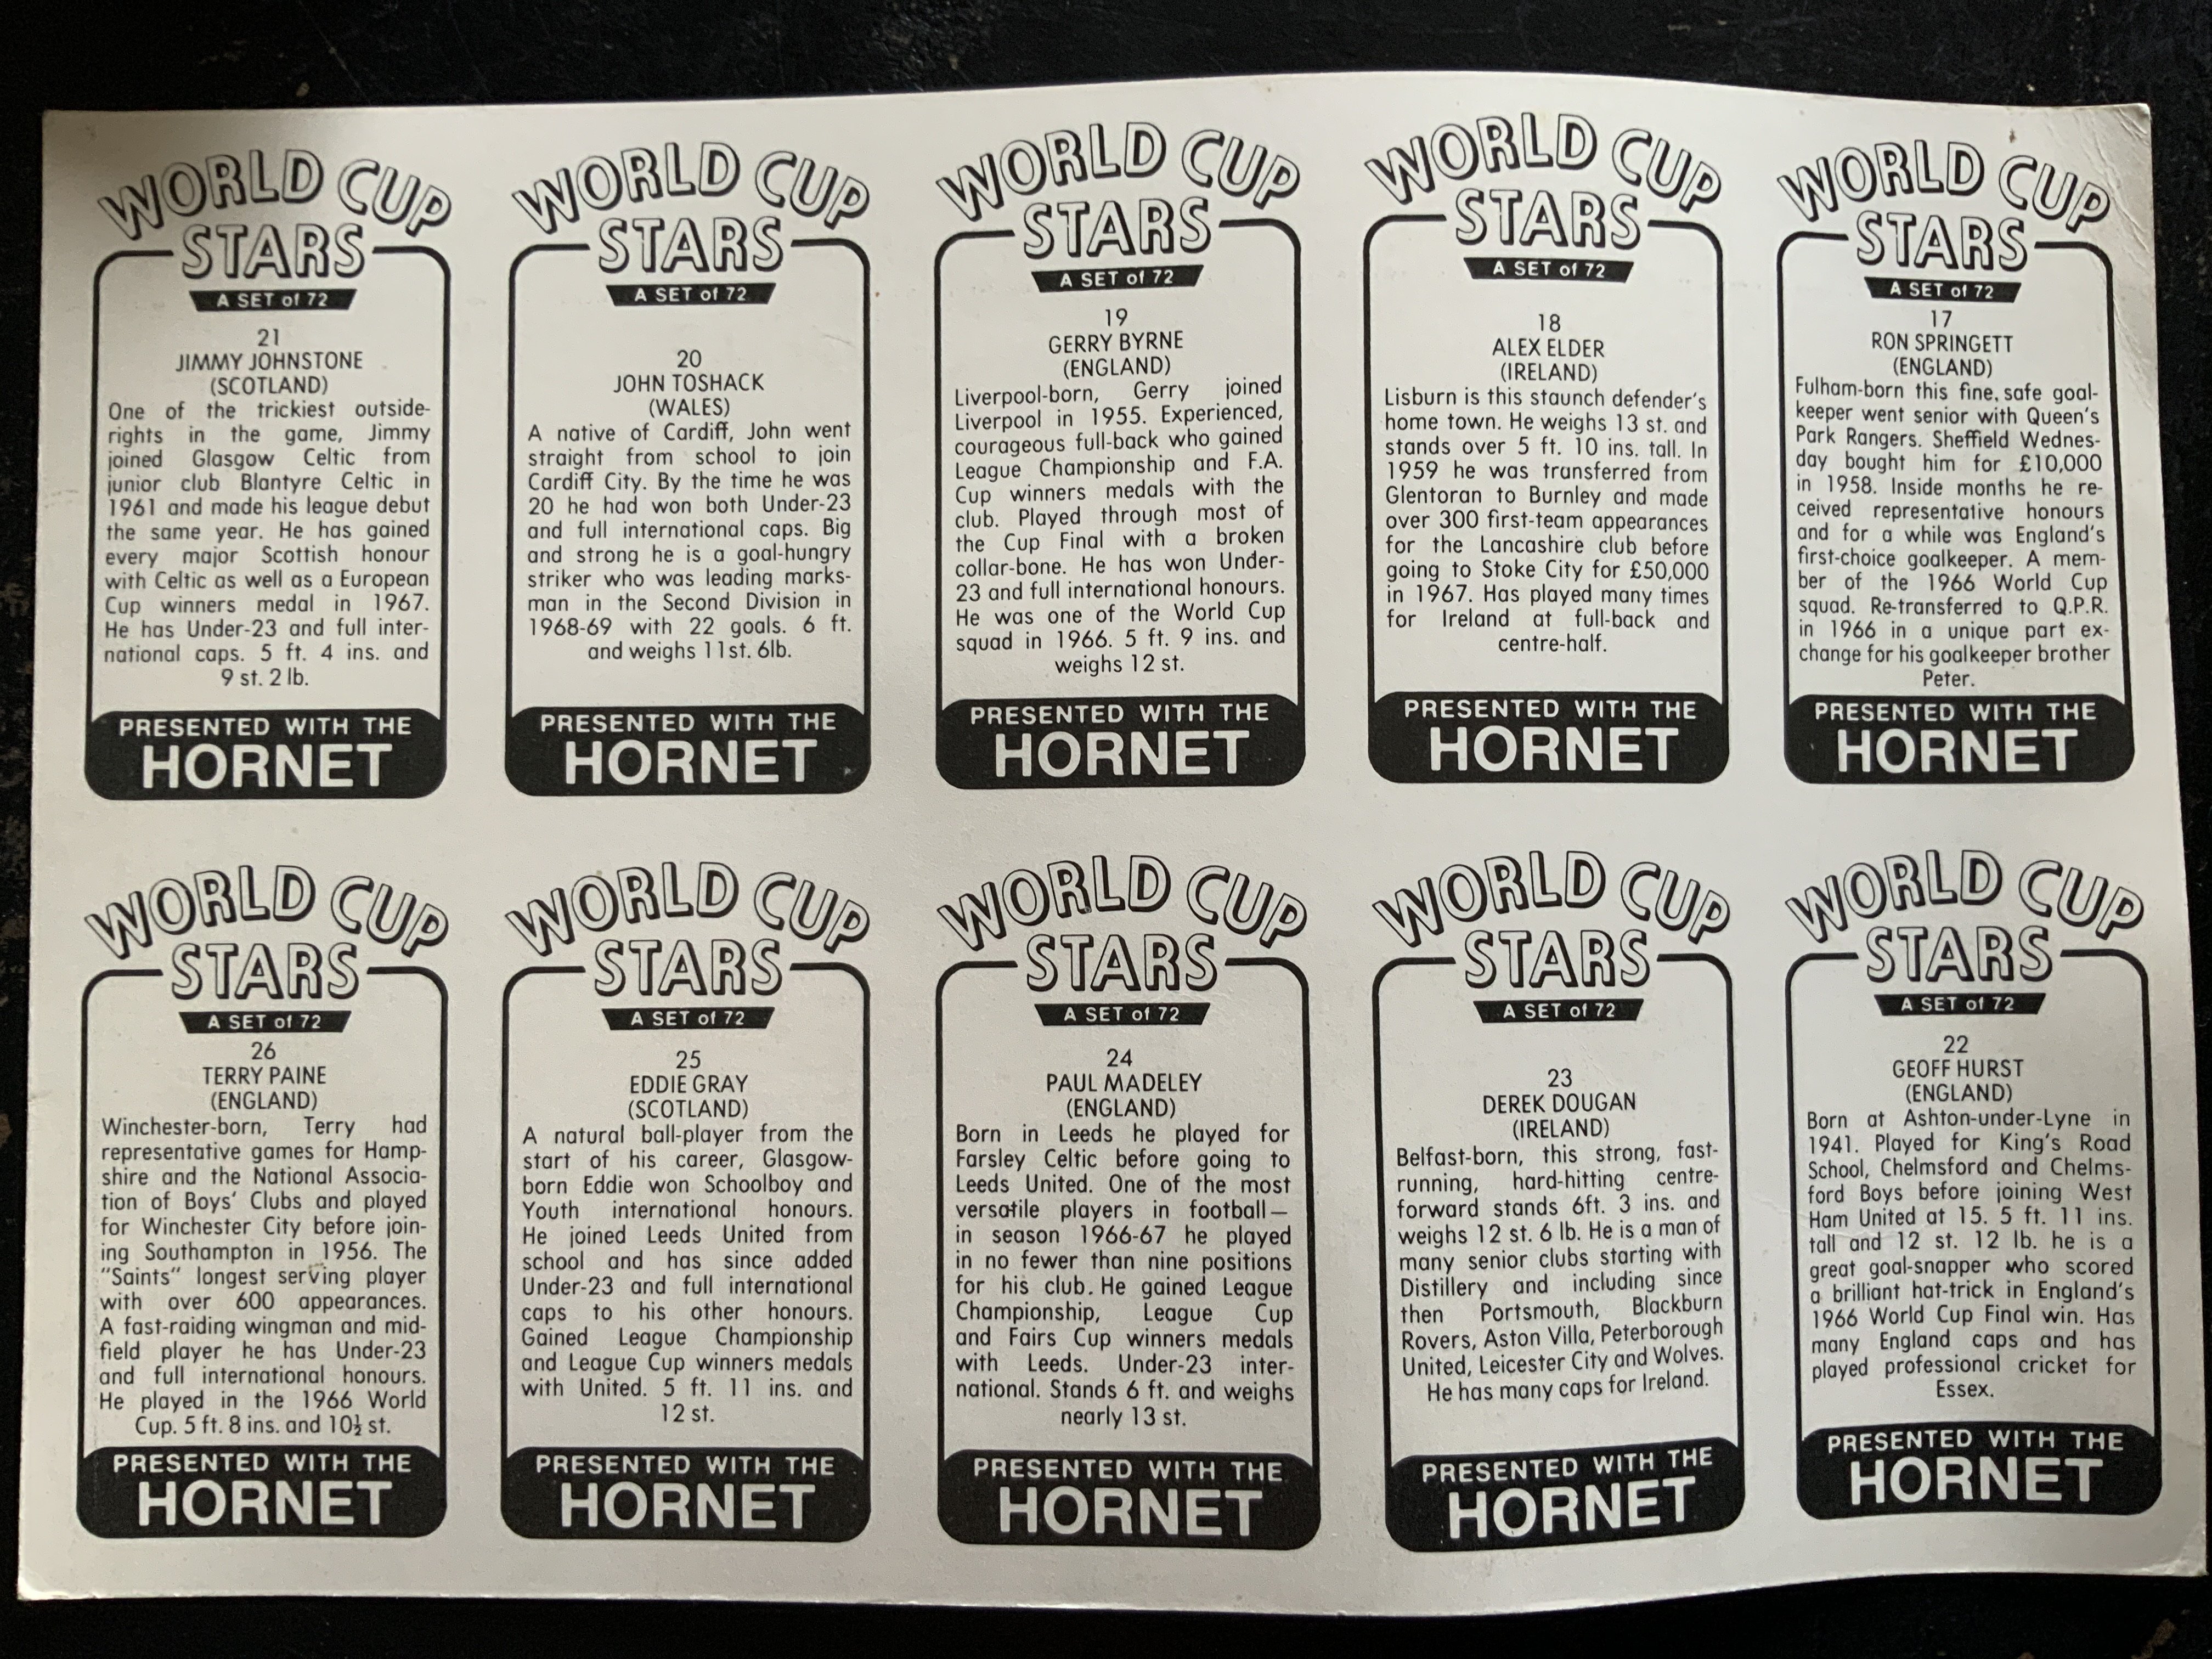 WORLD CUP
STARS
A SET of 72
21
JIMMY JOHNSTONE
(SCOTLAND)
One of the trickiest outside-
rights in the game, Jimmy
joined Glasgow Celtic from
junior club Blantyre Celtic in
1961 and made his league debut
the same year. He has gained
every major Scottish honour
with Celtic as well as a European
Cup winners medal in 1967.
He has Under-23 and full inter-
national caps. 5 ft. 4 ins. and
9 st. 2 lb.
PRESENTED WITH THE
HORNET
WORLD CUP
STARS
A SET of 72
20
JOHN TOSHACK
(WALES)
A native of Cardiff, John went
straight from school to join
Cardiff City. By the time he was
20 he had won both Under-23
and full international caps. Big
and strong he is a goal-hungry
striker who was leading marks-
man in the Second Division in
1968-69 with 22 goals. 6 ft.
and weighs 11st. 6lb.
PRESENTED WITH THE
HORNET
WORLD CUP
STARS
A SET of 72
19
GERRY BYRNE
(ENGLAND)
Liverpool-born, Gerry joined
Liverpool in 1955. Experienced,
courageous full-back who gained
League Championship and F.A.
Cup winners medals with the
club. Played through most of
the Cup Final with a broken
collar-bone. He has won Under-
23 and full international honours.
He was one of the World Cup
squad in 1966. 5 ft. 9 ins. and
weighs 12 st.
PRESENTED WITH THE
HORNET
WORLD CUP
STARS
A SET of 72
18
ALEX ELDER
(IRELAND)
Lisburn is this staunch defender's
home town. He weighs 13 st. and
stands over 5 ft. 10 ins. tall. In
1959 he was transferred from
Glentoran to Burnley and made
over 300 first-team appearances
for the Lancashire club before
going to Stoke City for £50,000
in 1967. Has played many times
for Ireland at full-back and
centre-half.
PRESENTED WITH THE
HORNET
WORLD CUP
STARS
A SET of 72
17
RON SPRINGETT
(ENGLAND)
Fulham-born this fine, safe goal-
keeper went senior with Queen's
Park Rangers. Sheffield Wednes-
day bought him for £10,000
in 1958. Inside months he re-
ceived representative honours
and for a while was England's
first-choice goalkeeper. A mem-
ber of the 1966 World Cup
squad. Re-transferred to Q.P.R.
in 1966 in a unique part ex-
change for his goalkeeper brother
Peter.
PRESENTED WITH THE
HORNET
WORLD CUP
STARS
A SET of 72
26
TERRY PAINE
(ENGLAND)
Winchester-born, Terry had
representative games for Hamp-
shire and the National Associa-
tion of Boys' Clubs and played
for Winchester City before join-
ing Southampton in 1956. The
"Saints" longest serving player
with over 600 appearances.
A fast-raiding wingman and mid-
field player he has Under-23
and full international honours.
He played in the 1966 World
Cup. 5 ft. 8 ins. and 10½ st.
PRESENTED WITH THE
HORNET
WORLD CUP
STARS
A SET of 72
25
EDDIE GRAY
(SCOTLAND)
A natural ball-player from the
start of his career, Glasgow-
born Eddie won Schoolboy and
Youth international honours.
He joined Leeds United from
school and has since added
Under-23 and full international
caps to his other honours.
Gained League Championship
and League Cup winners medals
with United. 5 ft. 11 ins. and
12 st.
PRESENTED WITH THE
HORNET
WORLD CUP
STARS
A SET of 72
24
PAUL MADELEY
(ENGLAND)
Born in Leeds he played for
Farsley Celtic before going to
Leeds United. One of the most
versatile players in football—
in season 1966-67 he played
in no fewer than nine positions
for his club. He gained League
Championship, League Cup
and Fairs Cup winners medals
with Leeds. Under-23 inter-
national. Stands 6 ft. and weighs
nearly 13 st.
PRESENTED WITH THE
HORNET
WORLD CUP
STARS
A SET of 72
23
DEREK DOUGAN
(IRELAND)
Belfast-born, this strong, fast-
running, hard-hitting centre-
forward stands 6ft. 3 ins. and
weighs 12 st. 6 lb. He is a man of
many senior clubs starting with
Distillery and including since
then Portsmouth, Blackburn
Rovers, Aston Villa, Peterborough
United, Leicester City and Wolves.
He has many caps for Ireland.
PRESENTED WITH THE
HORNET
WORLD CUP
STARS
A SET of 72
22
GEOFF HURST
(ENGLAND)
Born at Ashton-under-Lyne in
1941. Played for King's Road
School, Chelmsford and Chelms-
ford Boys before joining West
Ham United at 15. 5 ft. 11 ins.
tall and 12 st. 12 lb. he is a
great goal-snapper who scored
a brilliant hat-trick in England's
1966 World Cup Final win. Has
many England caps and has
played professional cricket for
Essex.
PRESENTED WITH THE
HORNET